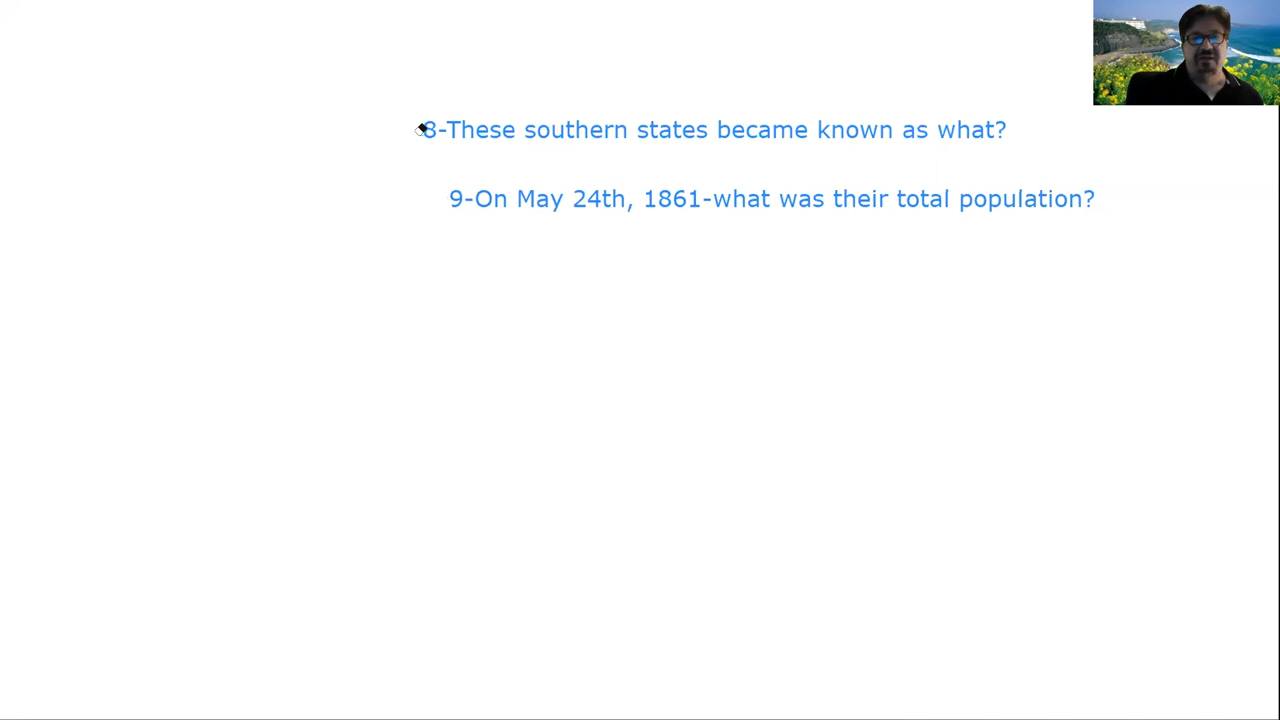 8-These southern states became known as what?
9-On May 24th, 1861-what was their total population?